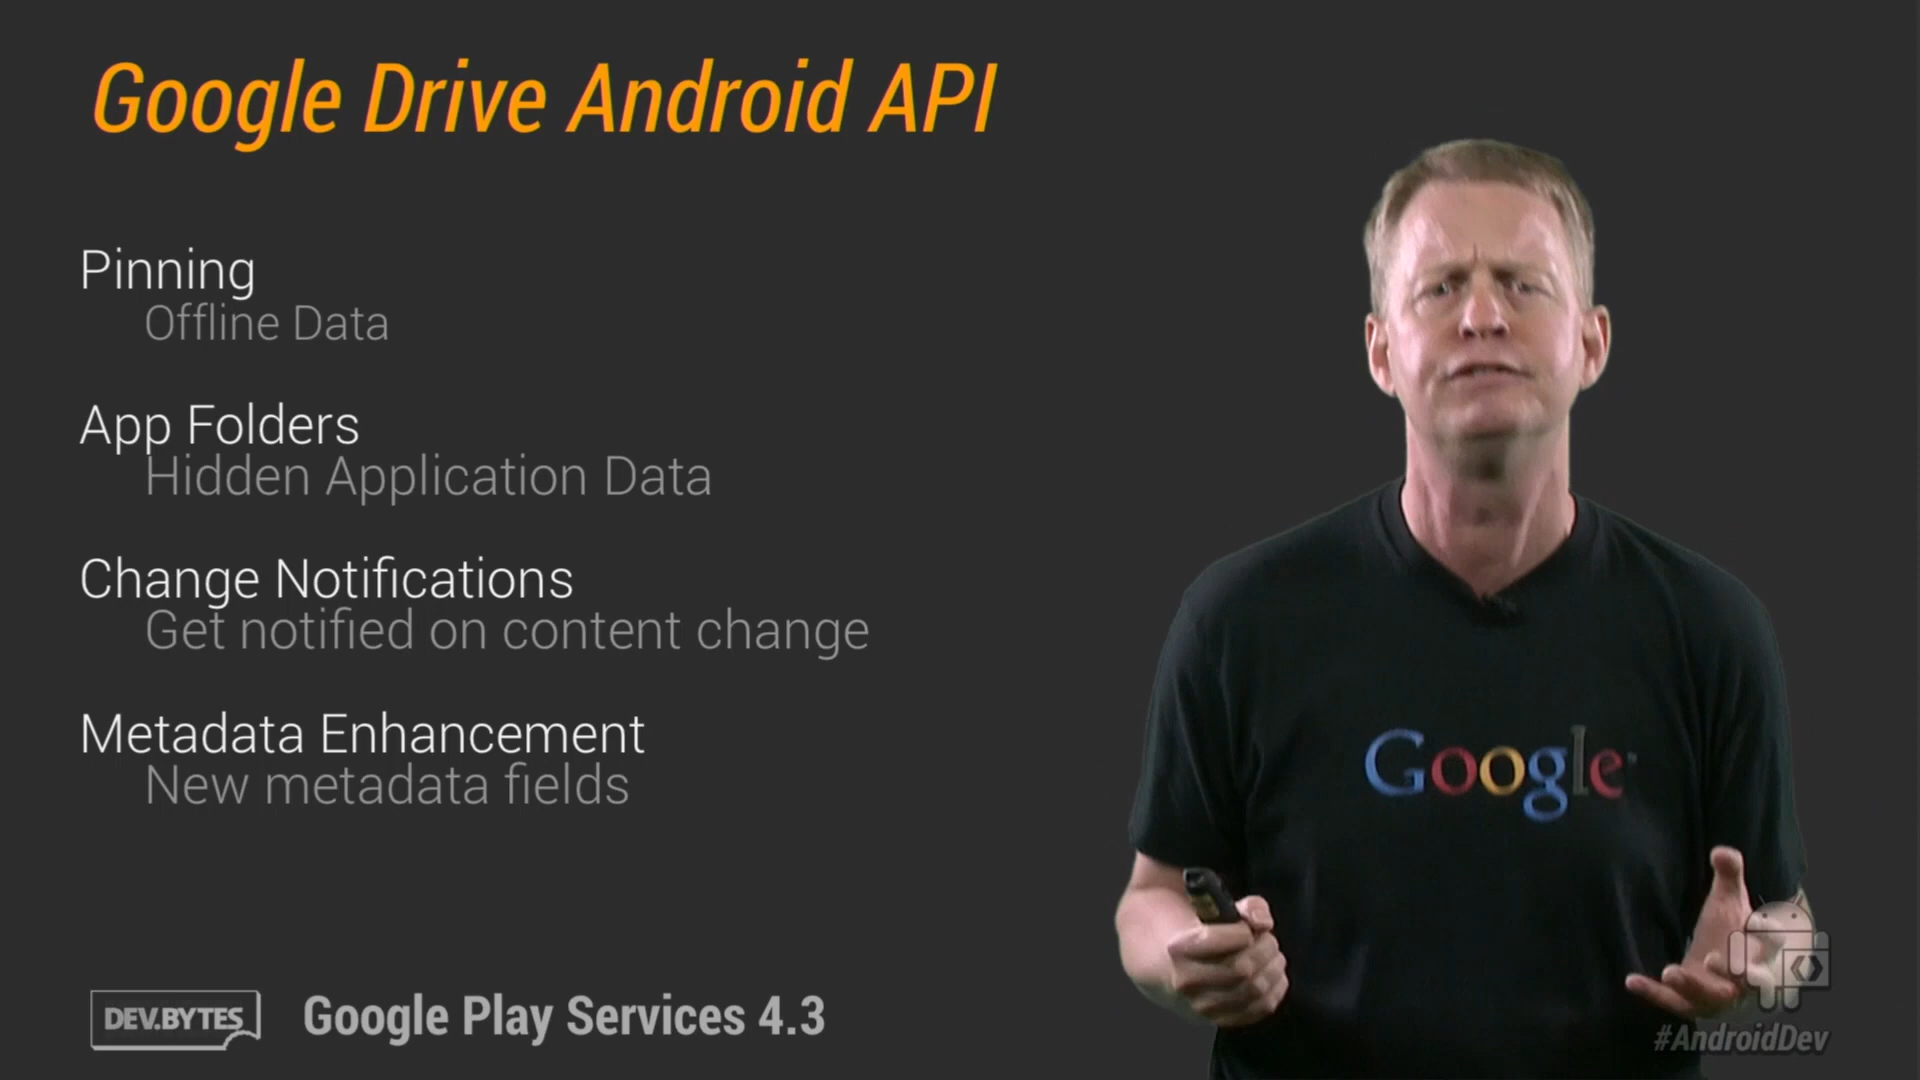 Google Drive Android API
Pinning
Offline Data
App Folders
Hidden Application Data
Change Notifications
Get notified on content change
Metadata Enhancement
New metadata fields
Google
DEV.BYTES
Google Play Services 4.3
#AndroidDev